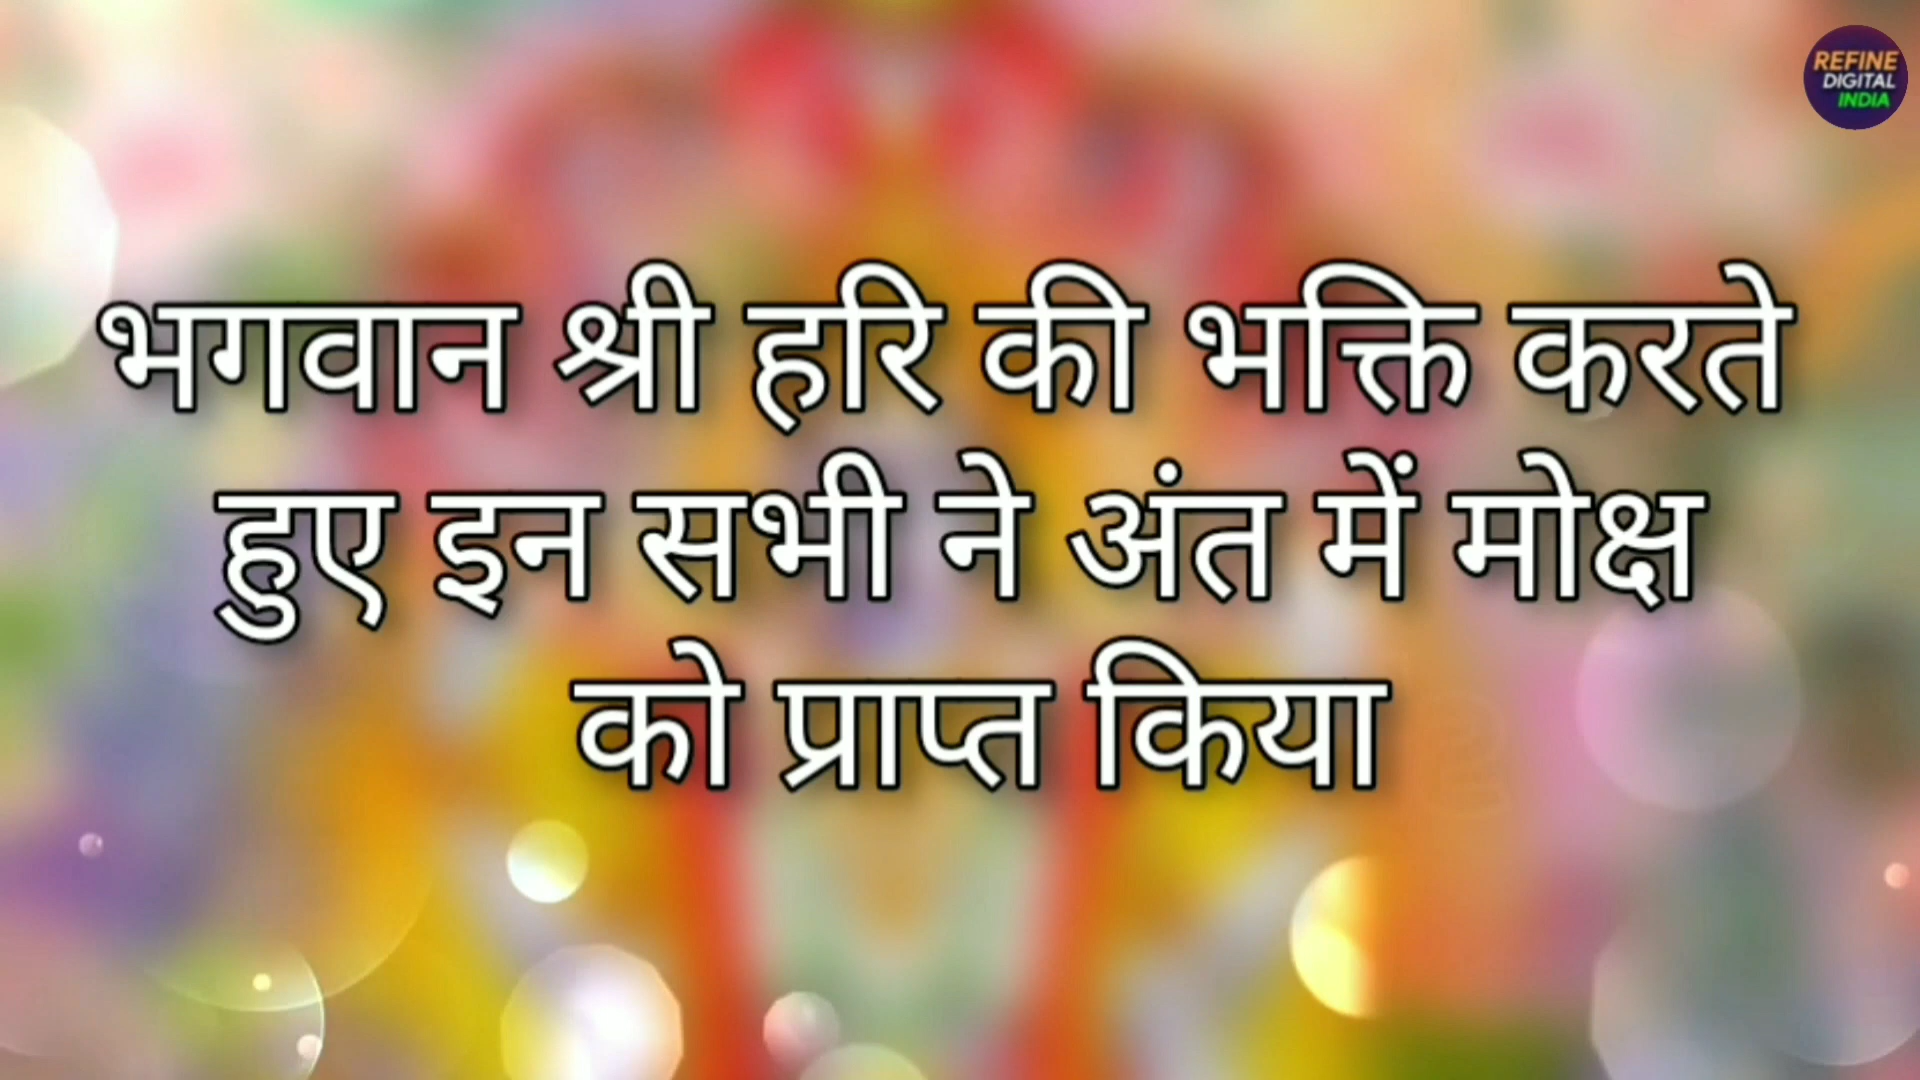 REFINE
DIGITAL
INDIA
भगवान श्री हरि की भक्ति करते
हुए इन सभी ने अंत में मोक्ष
को प्राप्त किया